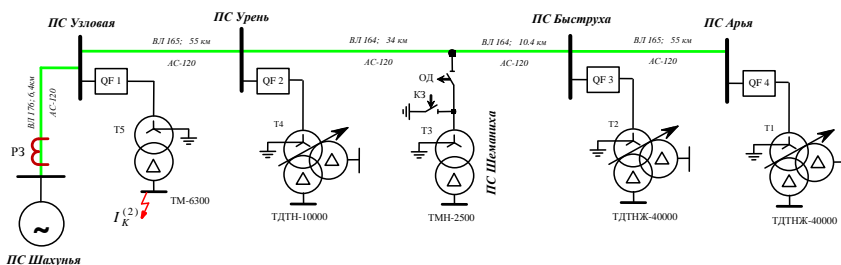 ПС Узловая
ПС Урень
ПС Быструха
ПС Арья
ВЛ 165; 55 км
АС-120
ВЛ 164; 34 км
АС-120
ВЛ 164; 10.4 км
АС-120
ВЛ 165; 55 км
АС-120
ВЛ 176; 6,4км
АС-120
QF 1
QF 2
ОД
КЗ
QF 3
QF 4
РЗ
Т5
Т4
Т3
ПС Шеманиха
Т2
Т1
~
I К (2)
ТМ-6300
ТДТН-10000
ТМН-2500
ТДТНЖ-40000
ТДТНЖ-40000
ПС Шахунья